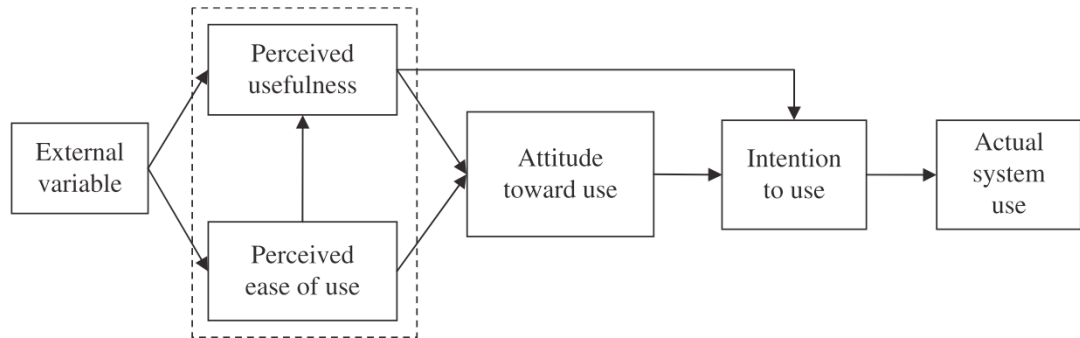 External
variable
Perceived
usefulness
Perceived
ease of use
Attitude
toward use
Intention
to use
Actual
system
use